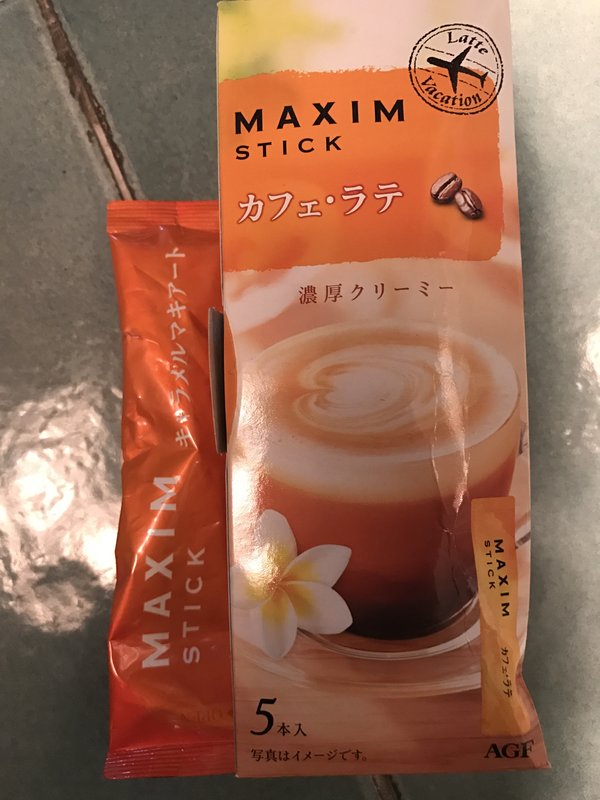 Latte
Vacation
MAXIM
STICK
カフェ・ラテ
濃厚クリーミー
MAXIM
STICK
カフェ・ラテ
5本入
写真はイメージです。
AGF
MAXIM
STICK
キャラメルマキアート